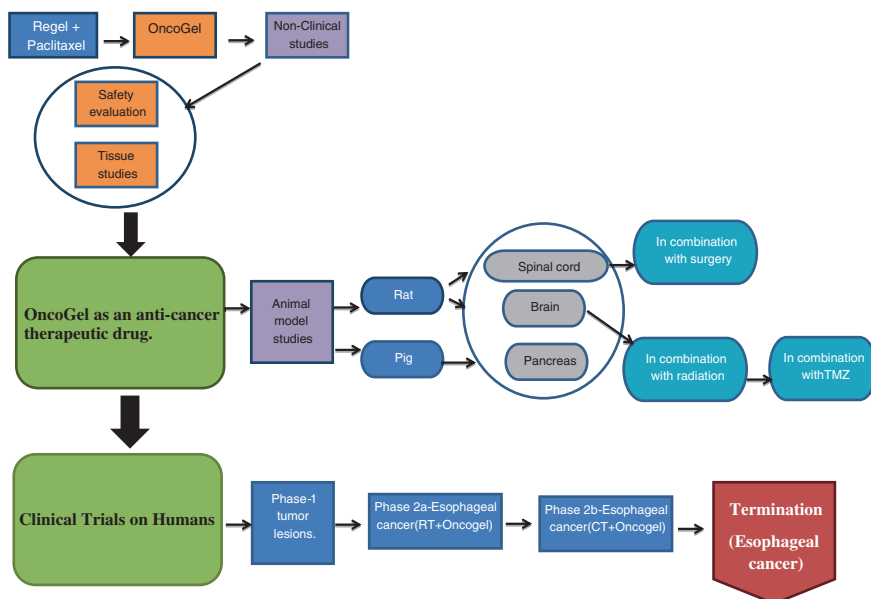 Regel +
Paclitaxel
OncoGel
Non-Clinical
studies
Safety
evaluation
Tissue
studies
OncoGel as an anti-cancer
therapeutic drug.
Animal
model
studies
Rat
Pig
Spinal cord
Brain
Pancreas
In combination
with surgery
In combination
with radiation
In combination
withTMZ
Clinical Trials on Humans
Phase-1
tumor
lesions.
Phase 2a-Esophageal
cancer(RT+Oncogel)
Phase 2b-Esophageal
cancer(CT+Oncogel)
Termination
(Esophageal
cancer)